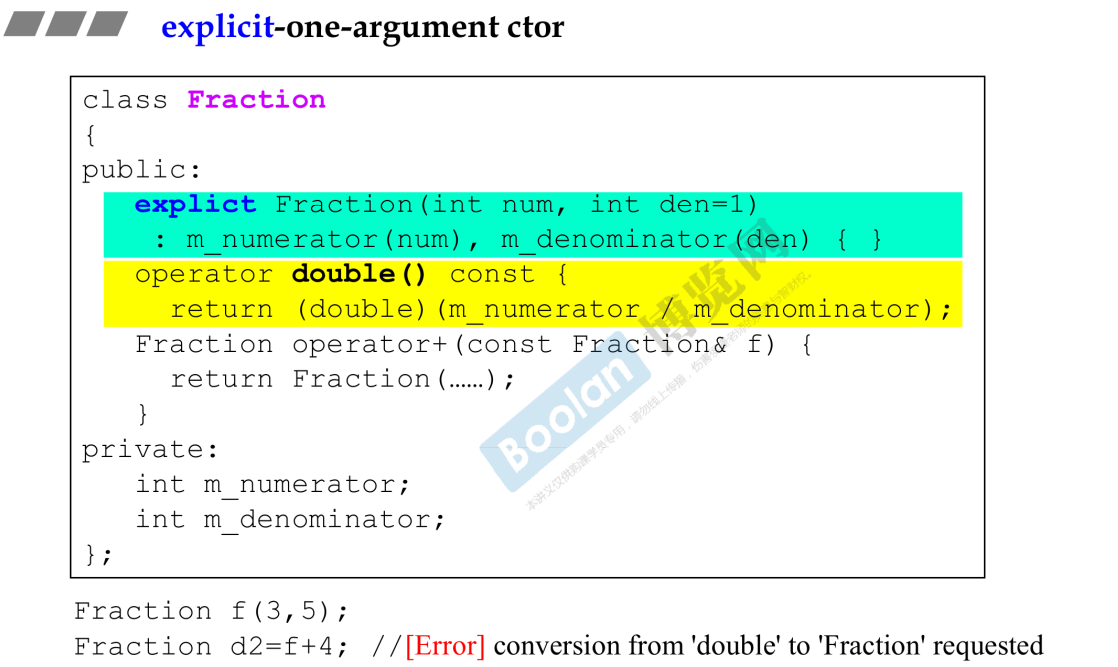 explicit-one-argument ctor
class Fraction
{
public:
explict Fraction(int num, int den=1)
: m_numerator(num), m_denominator(den) { }
operator double() const {
return (double)(m_numerator / m_denominator);
Fraction operator+(const Fraction& f) {
return Fraction(……);
}
private:
int m_numerator;
int m_denominator;
};
Boolan 博览网
Fraction f(3,5);
Fraction d2=f+4; //[Error] conversion from 'double' to 'Fraction' requested